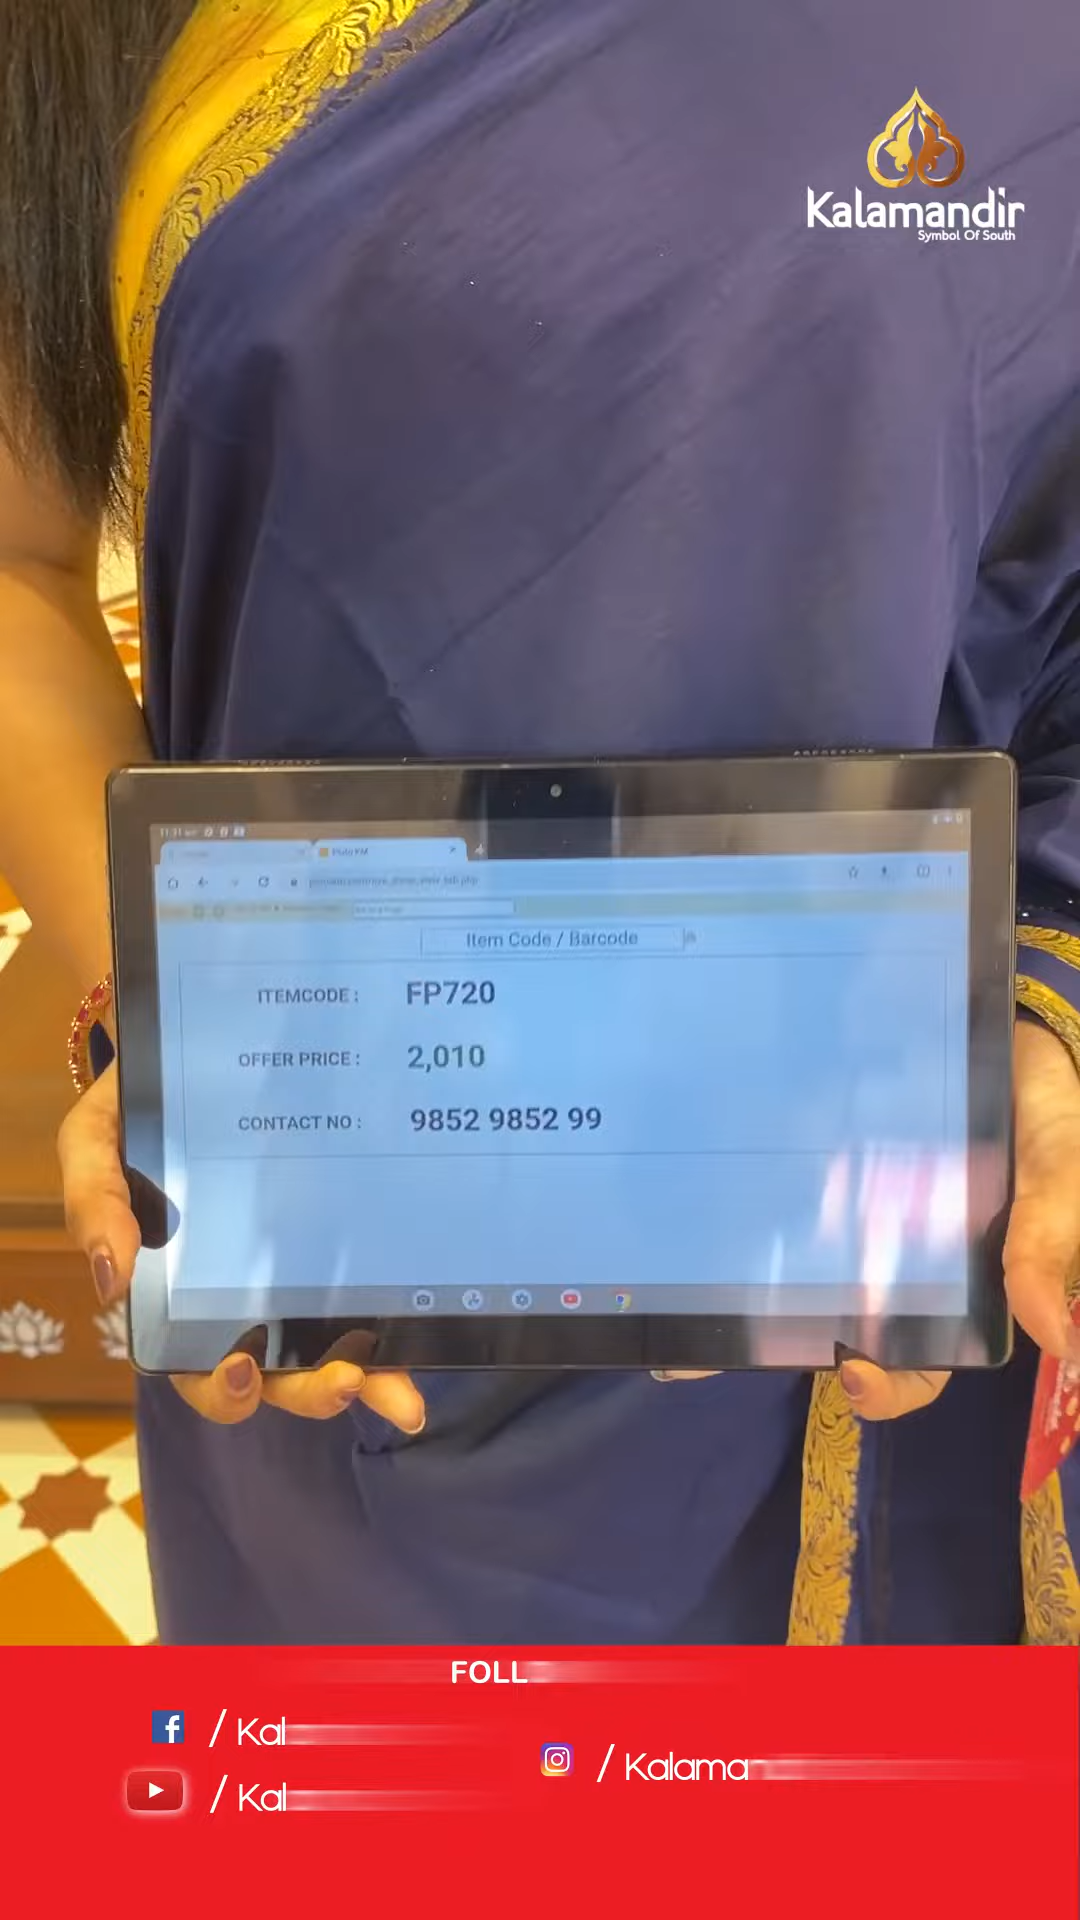 Kalamandir
Symbol Of South
Item Code / Barcode
ITEMCODE : FP720
OFFER PRICE : 2,010
CONTACT NO : 9852 9852 99
FOLL
/ Kal
/ Kalama
/ Kal